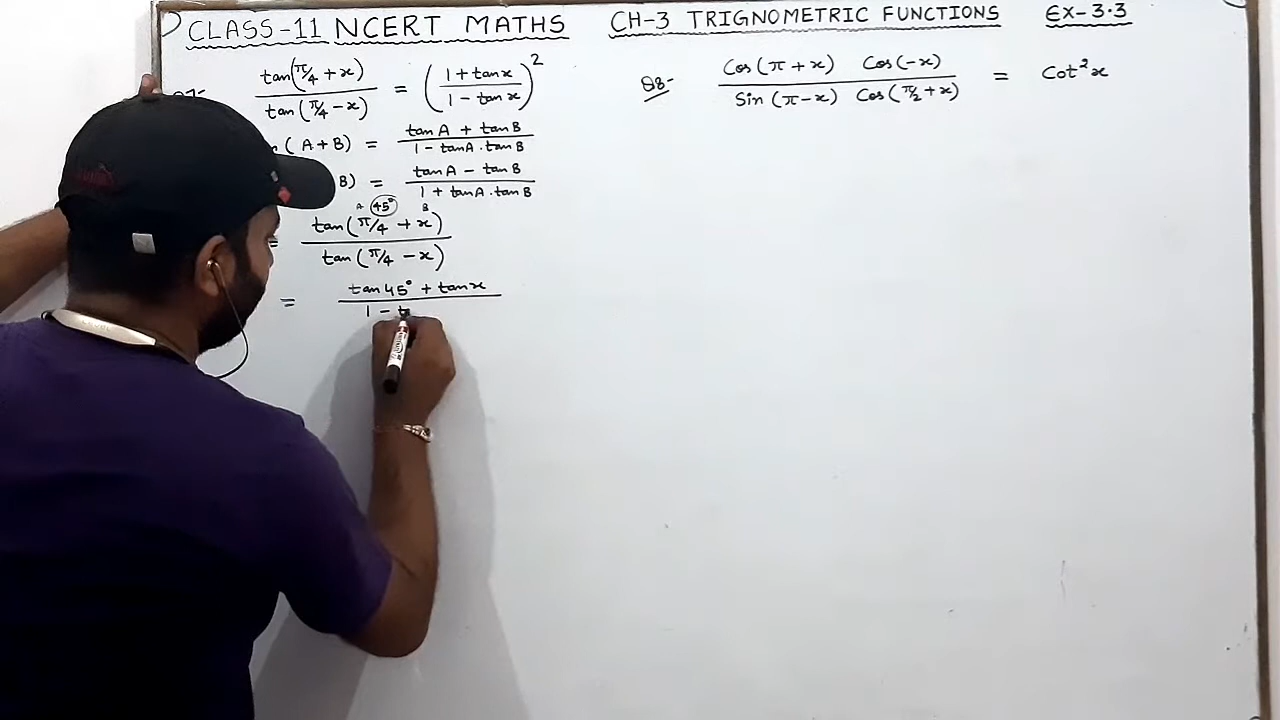 CLASS-11 NCERT MATHS CH-3 TRIGNOMETRIC FUNCTIONS EX-3.3
tan(π/4 + x) / tan(π/4 - x) = ((1 + tan x) / (1 - tan x))^2
(A + B) = (tan A + tan B) / (1 - tan A . tan B)
B) = (tan A - tan B) / (1 + tan A . tan B)
A 45° B
= tan(π/4 + x) / tan(π/4 - x)
= (tan 45° + tan x) / (1 - t
Q8- Cos(π + x) Cos(-x) / Sin(π - x) Cos(π/2 + x) = Cot^2 x